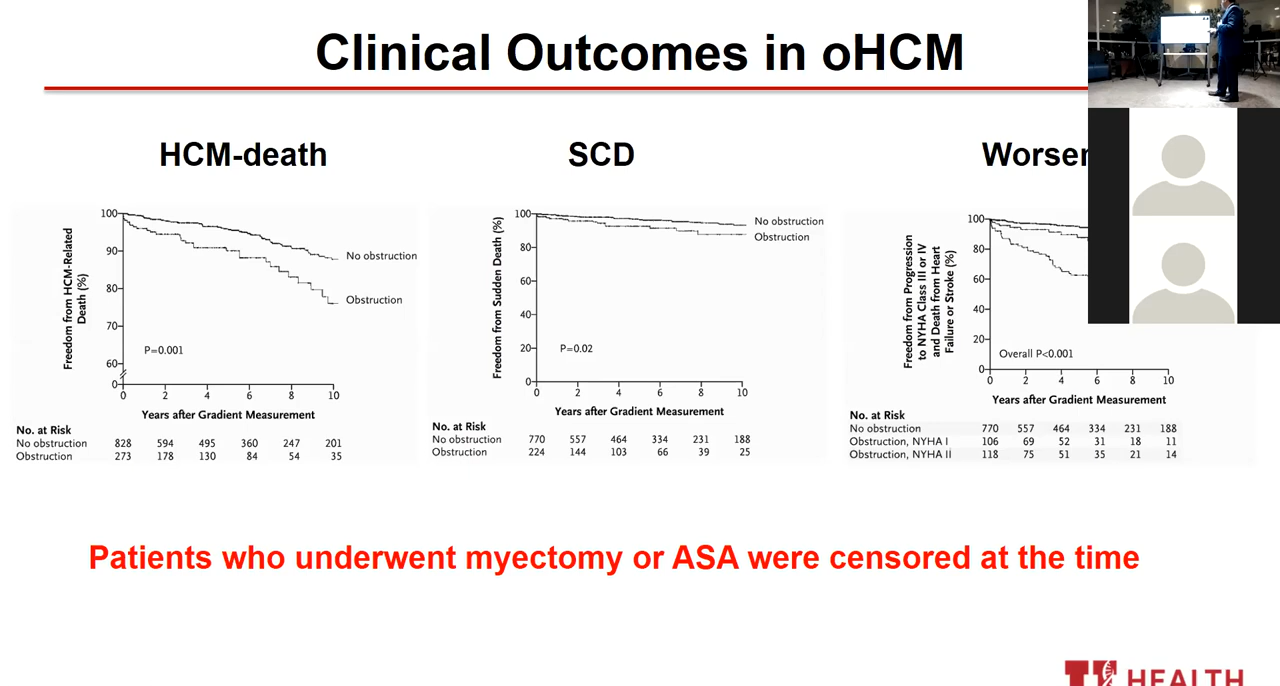 Clinical Outcomes in oHCM
HCM-death
100
90
80
70
60
0
Freedom from HCM-Related
Death (%)
No obstruction
Obstruction
P=0.001
0 2 4 6 8 10
Years after Gradient Measurement
No. at Risk
No obstruction 828 594 495 360 247 201
Obstruction 273 178 130 84 54 35
SCD
100
80
60
40
20
0
Freedom from Sudden Death (%)
No obstruction
Obstruction
P=0.02
0 2 4 6 8 10
Years after Gradient Measurement
No. at Risk
No obstruction 770 557 464 334 231 188
Obstruction 224 144 103 66 39 25
100
80
60
40
20
0
Freedom from Progression
to NYHA Class III or IV
and Death from Heart
Failure or Stroke (%)
Overall P<0.001
0 2 4 6 8 10
Years after Gradient Measurement
No. at Risk
No obstruction 770 557 464 334 231 188
Obstruction, NYHA I 106 69 52 31 18 11
Obstruction, NYHA II 118 75 51 35 21 14
Patients who underwent myectomy or ASA were censored at the time
HEALTH